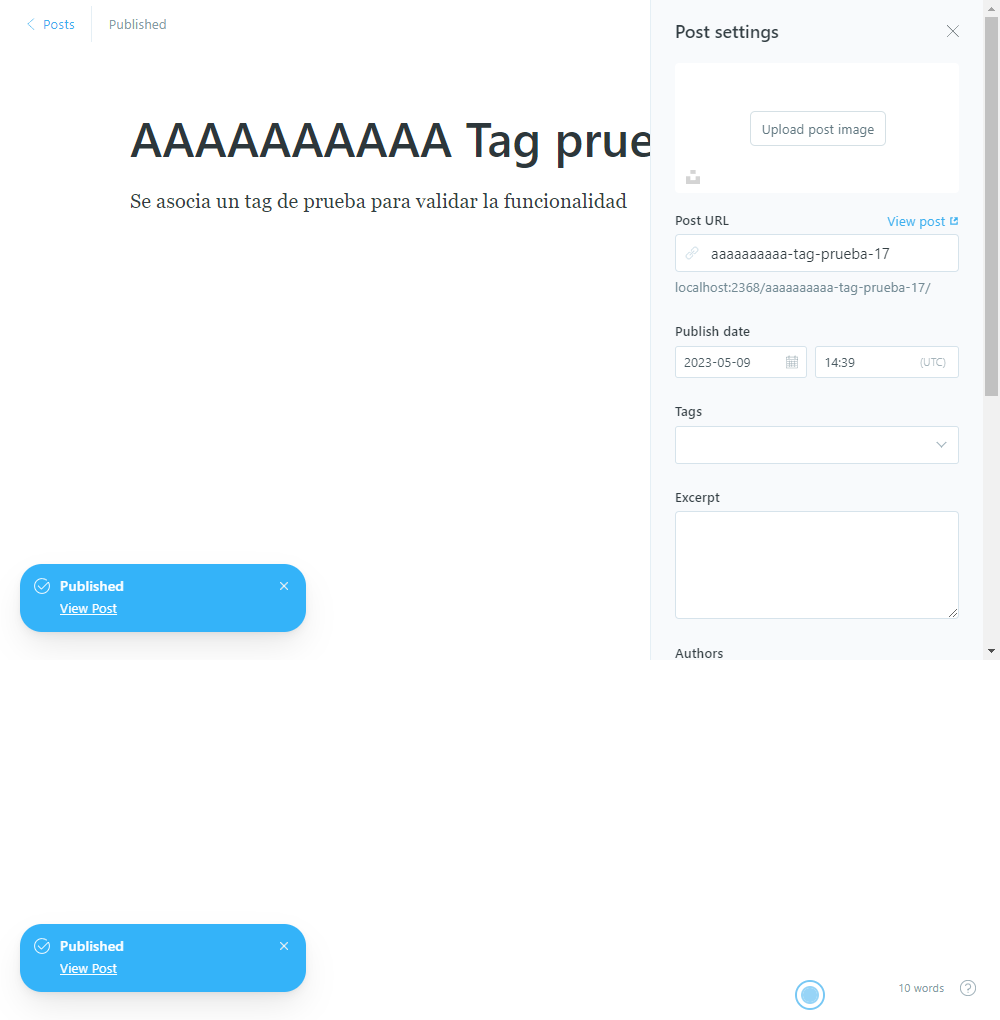 Posts
Published
Post settings
Upload post image
AAAAAAAAAA Tag prue
Se asocia un tag de prueba para validar la funcionalidad
Post URL
View post
aaaaaaaaaa-tag-prueba-17
localhost:2368/aaaaaaaaaa-tag-prueba-17/
Publish date
2023-05-09
14:39
(UTC)
Tags
Excerpt
Authors
Published
View Post
Published
View Post
10 words
?